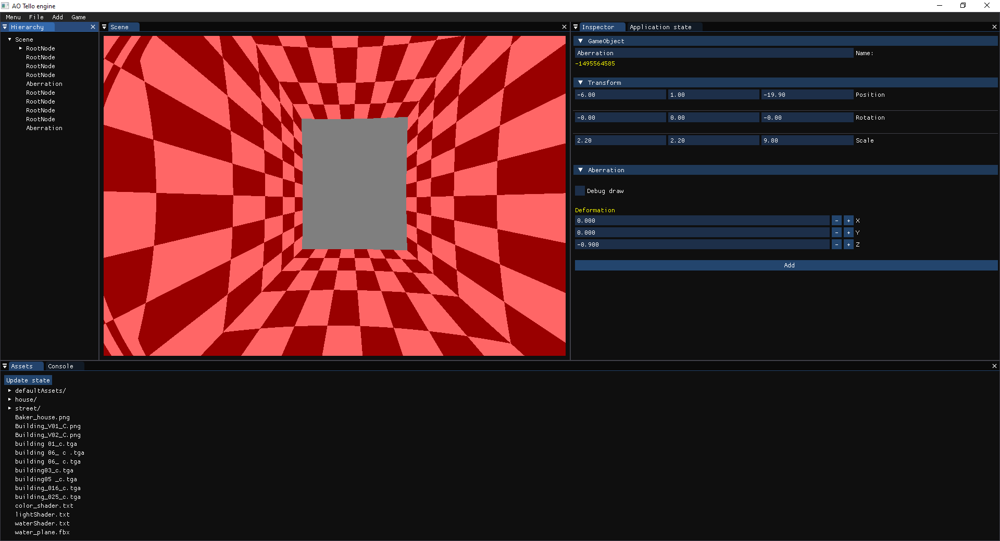 AO Tello engine
Menu File Add Game
Hierarchy
Scene
RootNode
RootNode
RootNode
RootNode
Aberration
RootNode
RootNode
RootNode
RootNode
Aberration
Scene
Inspector Application state
GameObject
Aberration Name:
-1495564585
Transform
-6.00 1.00 -19.90 Position
-0.00 0.00 -0.00 Rotation
2.20 2.20 9.80 Scale
Aberration
Debug draw
Deformation
0.000 - + X
0.000 - + Y
-0.900 - + Z
Add
Assets Console
Update state
defaultAssets/
house/
street/
Baker_house.png
Building_V01_C.png
Building_V02_C.png
building 01_c.tga
building 06_ c .tga
building 06_ c.tga
building03_c.tga
building05 _c.tga
building_016_c.tga
building_025_c.tga
color_shader.txt
lightShader.txt
waterShader.txt
water_plane.fbx